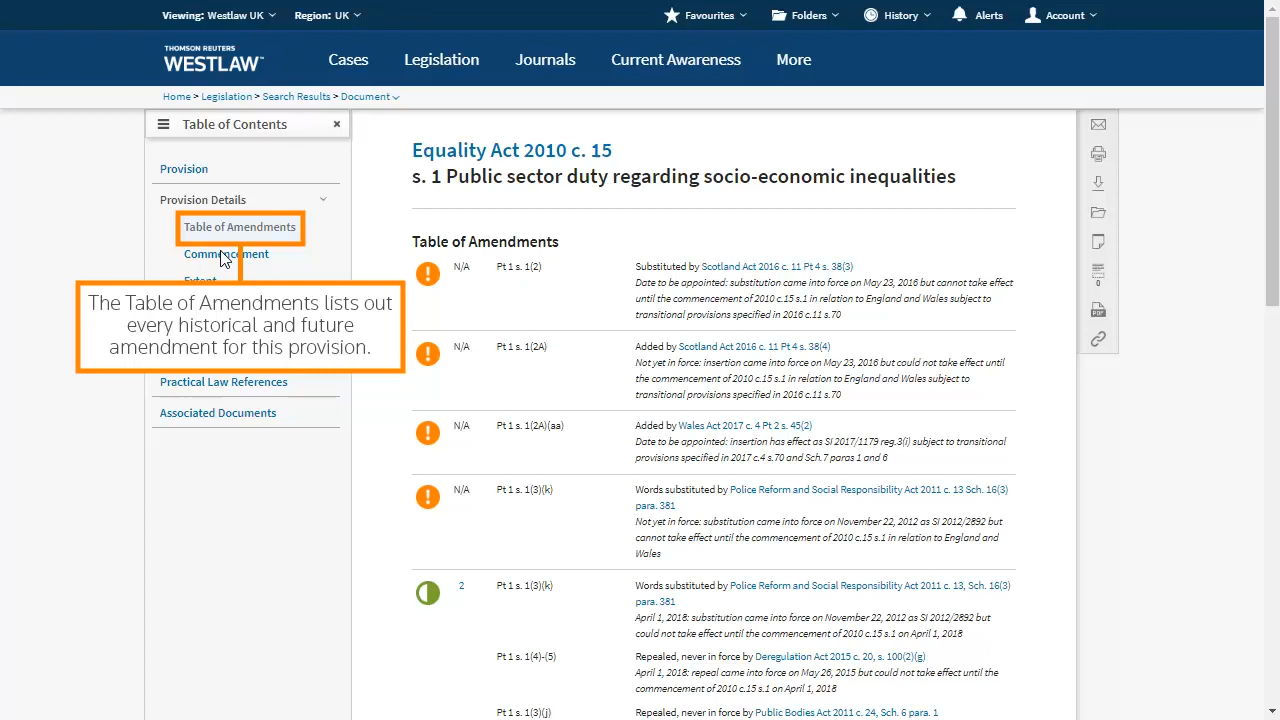 Viewing: Westlaw UK
Region: UK
Favourites
Folders
History
Alerts
Account
THOMSON REUTERS
WESTLAW™
Cases
Legislation
Journals
Current Awareness
More
Home > Legislation > Search Results > Document
Table of Contents
Provision
Provision Details
Table of Amendments
Commencement
Extent
The Table of Amendments lists out
every historical and future
amendment for this provision.
Practical Law References
Associated Documents
Equality Act 2010 c. 15
s. 1 Public sector duty regarding socio-economic inequalities
Table of Amendments
N/A Pt 1 s. 1(2) Substituted by Scotland Act 2016 c. 11 Pt 4 s. 38(3)
Date to be appointed: substitution came into force on May 23, 2016 but cannot take effect
until the commencement of 2010 c.15 s.1 in relation to England and Wales subject to
transitional provisions specified in 2016 c.11 s.70
N/A Pt 1 s. 1(2A) Added by Scotland Act 2016 c. 11 Pt 4 s. 38(4)
Not yet in force: insertion came into force on May 23, 2016 but could not take effect until
the commencement of 2010 c.15 s.1 in relation to England and Wales subject to
transitional provisions specified in 2016 c.11 s.70
N/A Pt 1 s. 1(2A)(aa) Added by Wales Act 2017 c. 4 Pt 2 s. 45(2)
Date to be appointed: insertion has effect as SI 2017/1179 reg.3(i) subject to transitional
provisions specified in 2017 c.4 s.70 and Sch.7 paras 1 and 6
N/A Pt 1 s. 1(3)(k) Words substituted by Police Reform and Social Responsibility Act 2011 c. 13 Sch. 16(3)
para. 381
Not yet in force: substitution came into force on November 22, 2012 as SI 2012/2892 but
cannot take effect until the commencement of 2010 c.15 s.1 in relation to England and
Wales
2 Pt 1 s. 1(3)(k) Words substituted by Police Reform and Social Responsibility Act 2011 c. 13, Sch. 16(3)
para. 381
April 1, 2018: substitution came into force on November 22, 2012 as SI 2012/2892 but
could not take effect until the commencement of 2010 c.15 s.1 on April 1, 2018
Pt 1 s. 1(4)-(5) Repealed, never in force by Deregulation Act 2015 c. 20, s. 100(2)(g)
April 1, 2018: repeal came into force on May 26, 2015 but could not take effect until the
commencement of 2010 c.15 s.1 on April 1, 2018
Pt 1 s. 1(3)(j) Repealed, never in force by Public Bodies Act 2011 c. 24, Sch. 6 para. 1
0
PDF